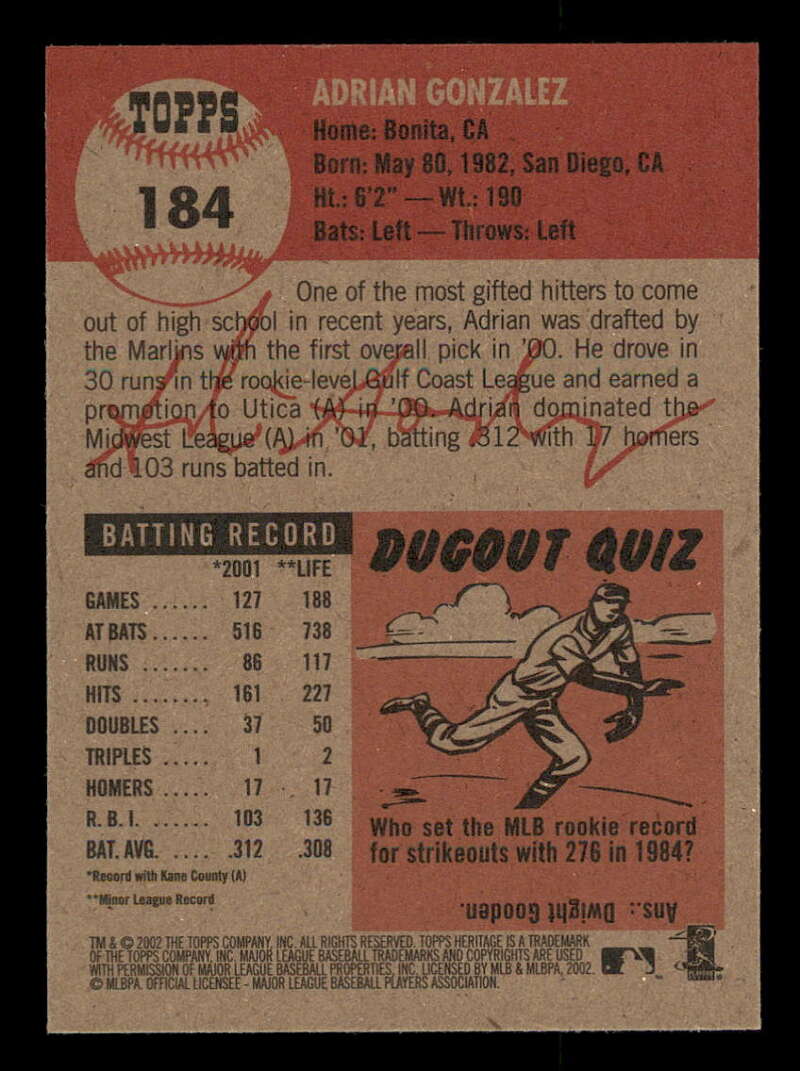 TOPPS
184
ADRIAN GONZALEZ
Home: Bonita, CA
Born: May 80, 1982, San Diego, CA
Ht.: 6'2" — Wt.: 190
Bats: Left — Throws: Left
One of the most gifted hitters to come
out of high school in recent years, Adrian was drafted by
the Marlins with the first overall pick in '00. He drove in
30 runs in the rookie-level Gulf Coast League and earned a
promotion to Utica (A) in '00. Adrian dominated the
Midwest League (A) in '01, batting .312 with 17 homers
and 103 runs batted in.
BATTING RECORD
*2001 **LIFE
GAMES ...... 127 188
AT BATS ...... 516 738
RUNS ....... 86 117
HITS ........ 161 227
DOUBLES .... 37 50
TRIPLES ..... 1 2
HOMERS ..... 17 17
R.B.I. ...... 103 136
BAT. AVG. .... .312 .308
*Record with Kane County (A)
**Minor League Record
DUGOUT QUIZ
Who set the MLB rookie record
for strikeouts with 276 in 1984?
Ans.: Dwight Gooden.
TM & © 2002 THE TOPPS COMPANY, INC. ALL RIGHTS RESERVED. TOPPS HERITAGE IS A TRADEMARK
OF THE TOPPS COMPANY, INC. MAJOR LEAGUE BASEBALL TRADEMARKS AND COPYRIGHTS ARE USED
WITH PERMISSION OF MAJOR LEAGUE BASEBALL PROPERTIES, INC. LICENSED BY MLB & MLBPA, 2002.
© MLBPA. OFFICIAL LICENSEE - MAJOR LEAGUE BASEBALL PLAYERS ASSOCIATION.